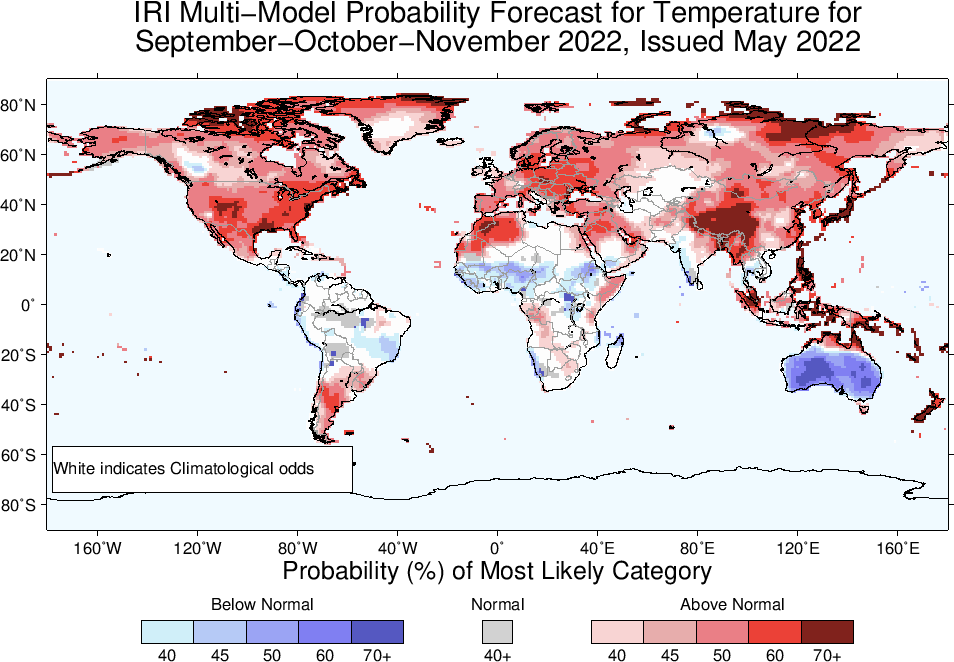 IRI Multi−Model Probability Forecast for Temperature for
September−October−November 2022, Issued May 2022
80˚N
60˚N
40˚N
20˚N
0˚
20˚S
40˚S
60˚S
80˚S
White indicates Climatological odds
160˚W 120˚W 80˚W 40˚W 0˚ 40˚E 80˚E 120˚E 160˚E
Probability (%) of Most Likely Category
Below Normal Normal Above Normal
40 45 50 60 70+ 40+ 40 45 50 60 70+